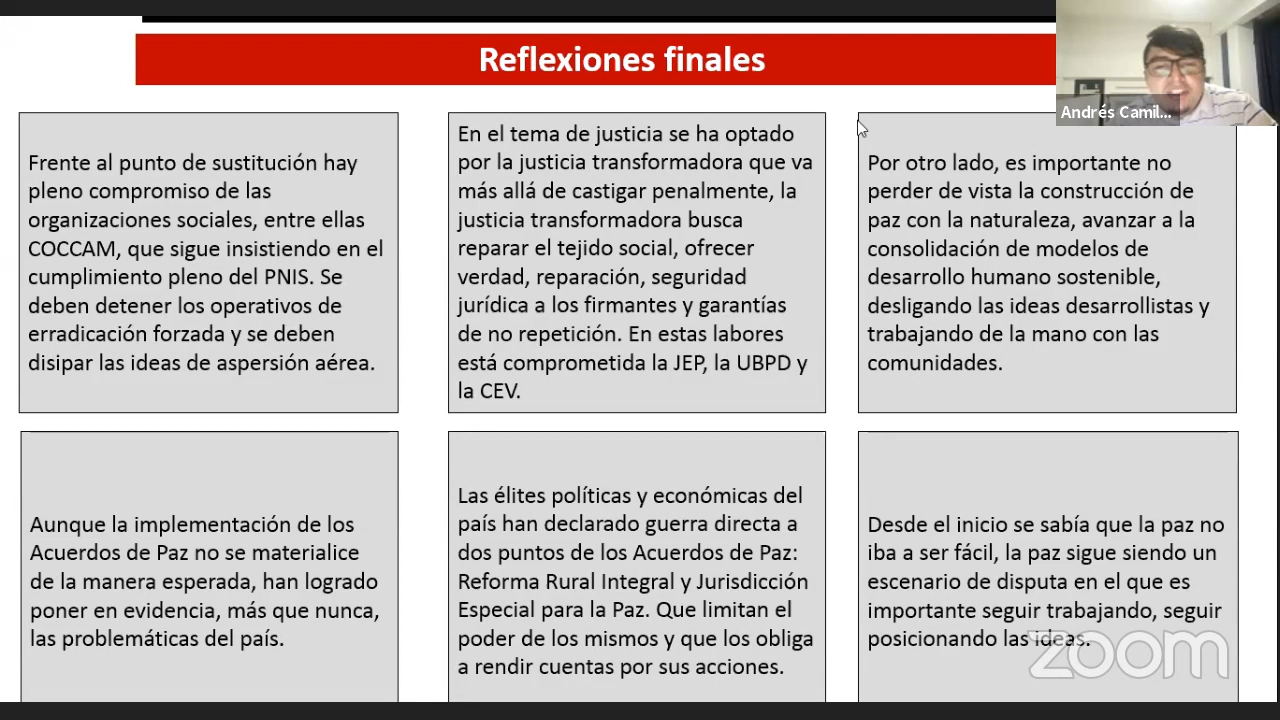 Reflexiones finales
Andrés Camil...
Frente al punto de sustitución hay
pleno compromiso de las
organizaciones sociales, entre ellas
COCCAM, que sigue insistiendo en el
cumplimiento pleno del PNIS. Se
deben detener los operativos de
erradicación forzada y se deben
disipar las ideas de aspersión aérea.
En el tema de justicia se ha optado
por la justicia transformadora que va
más allá de castigar penalmente, la
justicia transformadora busca
reparar el tejido social, ofrecer
verdad, reparación, seguridad
jurídica a los firmantes y garantías
de no repetición. En estas labores
está comprometida la JEP, la UBPD y
la CEV.
Por otro lado, es importante no
perder de vista la construcción de
paz con la naturaleza, avanzar a la
consolidación de modelos de
desarrollo humano sostenible,
desligando las ideas desarrollistas y
trabajando de la mano con las
comunidades.
Aunque la implementación de los
Acuerdos de Paz no se materialice
de la manera esperada, han logrado
poner en evidencia, más que nunca,
las problemáticas del país.
Las élites políticas y económicas del
país han declarado guerra directa a
dos puntos de los Acuerdos de Paz:
Reforma Rural Integral y Jurisdicción
Especial para la Paz. Que limitan el
poder de los mismos y que los obliga
a rendir cuentas por sus acciones.
Desde el inicio se sabía que la paz no
iba a ser fácil, la paz sigue siendo un
escenario de disputa en el que es
importante seguir trabajando, seguir
posicionando las ideas.
zoom